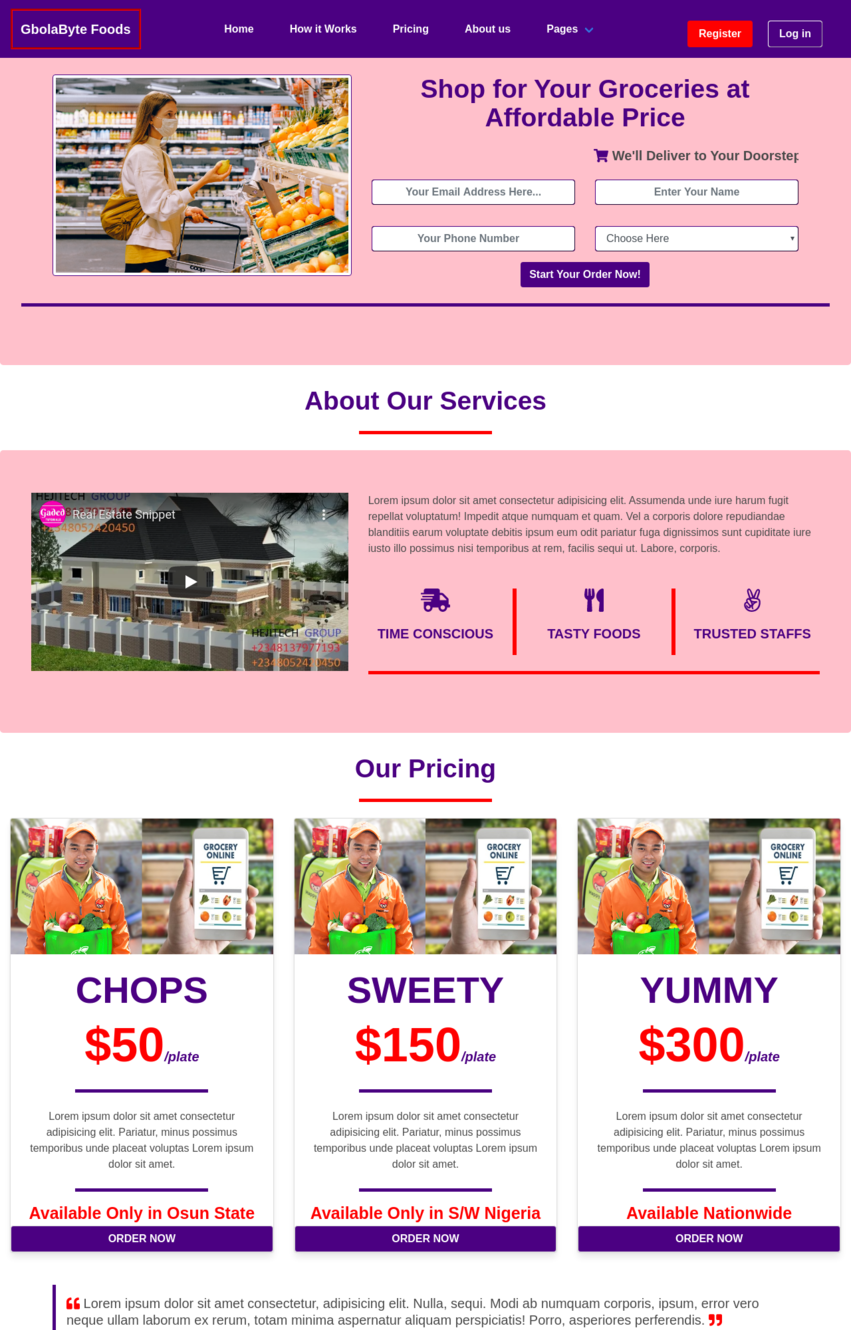 GbolaByte Foods
Home
How it Works
Pricing
About us
Pages
Register
Log in
Shop for Your Groceries at
Affordable Price
We'll Deliver to Your Doorstep
Your Email Address Here...
Enter Your Name
Your Phone Number
Choose Here
Start Your Order Now!
About Our Services
HEJITECH GROUP
Gaded
Real Estate Snippet
HEJITECH GROUP
+2348137977193
+2348052420450
Lorem ipsum dolor sit amet consectetur adipisicing elit. Assumenda unde iure harum fugit
repellat voluptatum! Impedit atque numquam et quam. Vel a corporis dolore repudiandae
blanditiis earum voluptate debitis ipsum eum odit pariatur fuga dignissimos sunt cupiditate iure
iusto illo possimus nisi temporibus at rem, facilis sequi ut. Labore, corporis.
TIME CONSCIOUS
TASTY FOODS
TRUSTED STAFFS
Our Pricing
GROCERY
ONLINE
CHOPS
$50/plate
Lorem ipsum dolor sit amet consectetur
adipisicing elit. Pariatur, minus possimus
temporibus unde placeat voluptas Lorem ipsum
dolor sit amet.
Available Only in Osun State
ORDER NOW
GROCERY
ONLINE
SWEETY
$150/plate
Lorem ipsum dolor sit amet consectetur
adipisicing elit. Pariatur, minus possimus
temporibus unde placeat voluptas Lorem ipsum
dolor sit amet.
Available Only in S/W Nigeria
ORDER NOW
GROCERY
ONLINE
YUMMY
$300/plate
Lorem ipsum dolor sit amet consectetur
adipisicing elit. Pariatur, minus possimus
temporibus unde placeat voluptas Lorem ipsum
dolor sit amet.
Available Nationwide
ORDER NOW
Lorem ipsum dolor sit amet consectetur, adipisicing elit. Nulla, sequi. Modi ab numquam corporis, ipsum, error vero
neque ullam laborum ex rerum, totam minima aspernatur aliquam perspiciatis! Porro, asperiores perferendis.